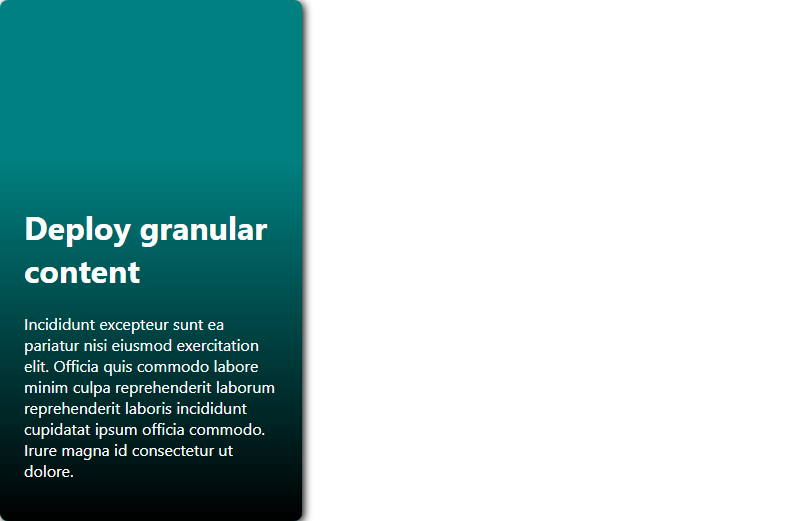 Deploy granular
content
Incididunt excepteur sunt ea
pariatur nisi eiusmod exercitation
elit. Officia quis commodo labore
minim culpa reprehenderit laborum
reprehenderit laboris incididunt
cupidatat ipsum officia commodo.
Irure magna id consectetur ut
dolore.